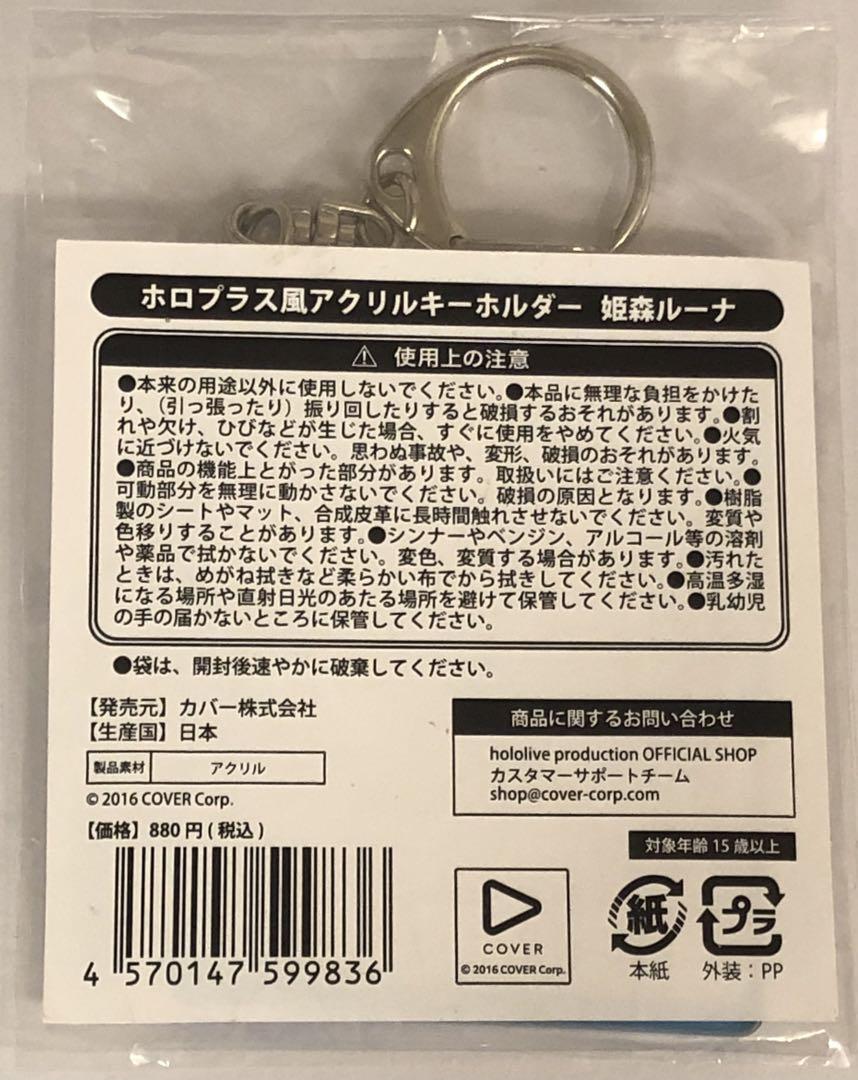 ホロプラス風アクリルキーホルダー 姫森ルーナ
⚠ 使用上の注意
●本来の用途以外に使用しないでください。●本品に無理な負担をかけた
り、（引っ張ったり）振り回したりすると破損するおそれがあります。●割
れや欠け、ひびなどが生じた場合、すぐに使用をやめてください。●火気
に近づけないでください。思わぬ事故や、変形、破損のおそれがあります。
●商品の機能上とがった部分があります。取扱いにはご注意ください。●
可動部分を無理に動かさないでください。破損の原因となります。●樹脂
製のシートやマット、合成皮革に長時間触れさせないでください。変質や
色移りすることがあります。●シンナーやベンジン、アルコール等の溶剤
や薬品で拭かないでください。変色、変質する場合があります。●汚れた
ときは、めがね拭きなど柔らかい布でから拭きしてください。●高温多湿
になる場所や直射日光のあたる場所を避けて保管してください。●乳幼児
の手の届かないところに保管してください。
●袋は、開封後速やかに破棄してください。
【発売元】カバー株式会社
【生産国】日本
製品素材 アクリル
© 2016 COVER Corp.
【価格】880円(税込)
4 570147 599836
商品に関するお問い合わせ
hololive production OFFICIAL SHOP
カスタマーサポートチーム
shop@cover-corp.com
対象年齢15歳以上
COVER
© 2016 COVER Corp.
紙
本紙
プラ
外装：PP